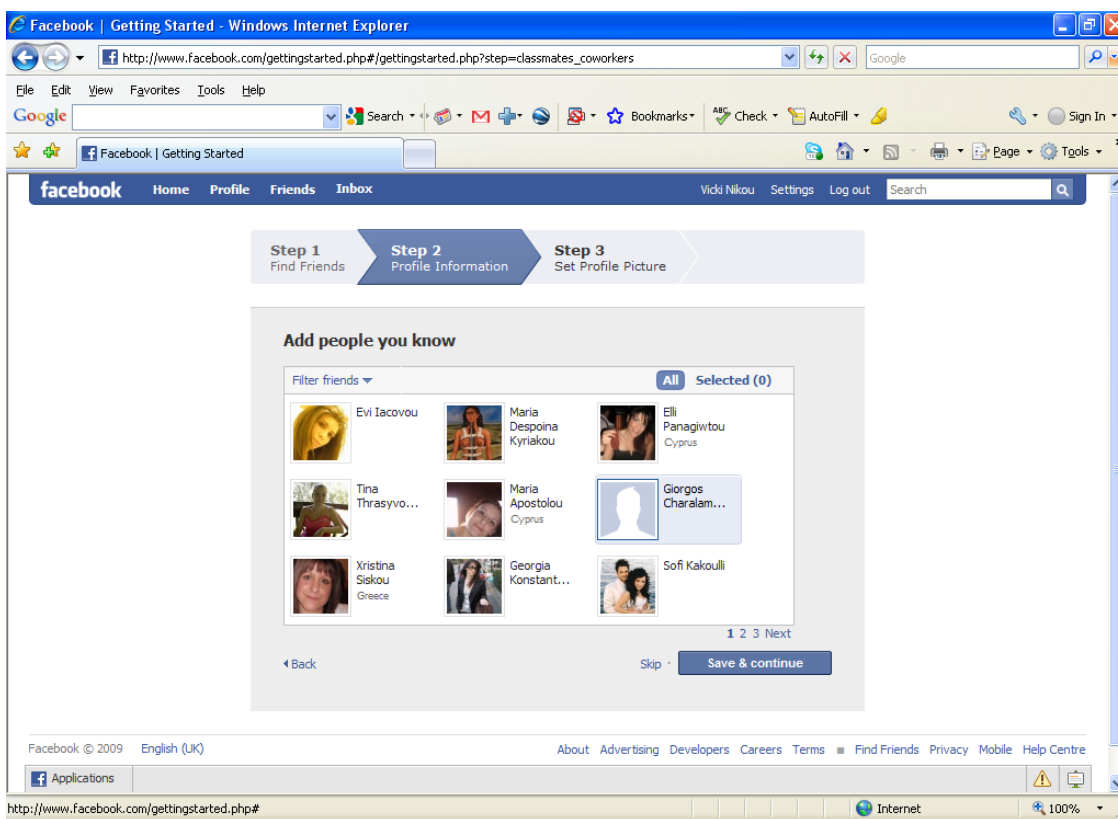 Facebook | Getting Started - Windows Internet Explorer
http://www.facebook.com/gettingstarted.php#/gettingstarted.php?step=classmates_coworkers
Google
File Edit View Favorites Tools Help
Google Search Bookmarks ABC Check AutoFill Sign In
Facebook | Getting Started Page Tools
facebook Home Profile Friends Inbox Vicki Nikou Settings Log out Search
Step 1 Step 2 Step 3
Find Friends Profile Information Set Profile Picture
Add people you know
Filter friends All Selected (0)
Evi Iacovou
Maria
Despoina
Kyriakou
Elli
Panagiwtou
Cyprus
Tina
Thrasyvo...
Maria
Apostolou
Cyprus
Giorgos
Charalam...
Xristina
Siskou
Greece
Georgia
Konstant...
Sofi Kakoulli
1 2 3 Next
Back Skip · Save & continue
Facebook © 2009 English (UK) About Advertising Developers Careers Terms Find Friends Privacy Mobile Help Centre
Applications
http://www.facebook.com/gettingstarted.php# Internet 100%